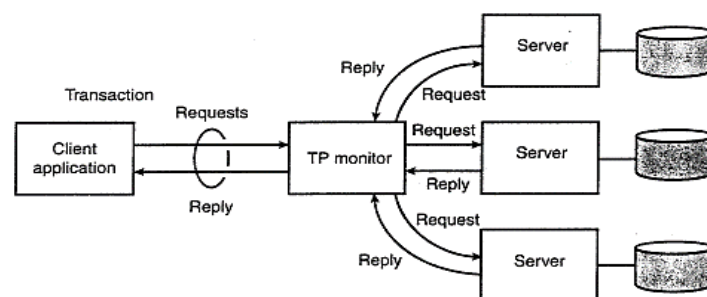 Transaction
Requests
Client
application
Reply
TP monitor
Reply
Request
Server
Request
Reply
Server
Request
Reply
Server